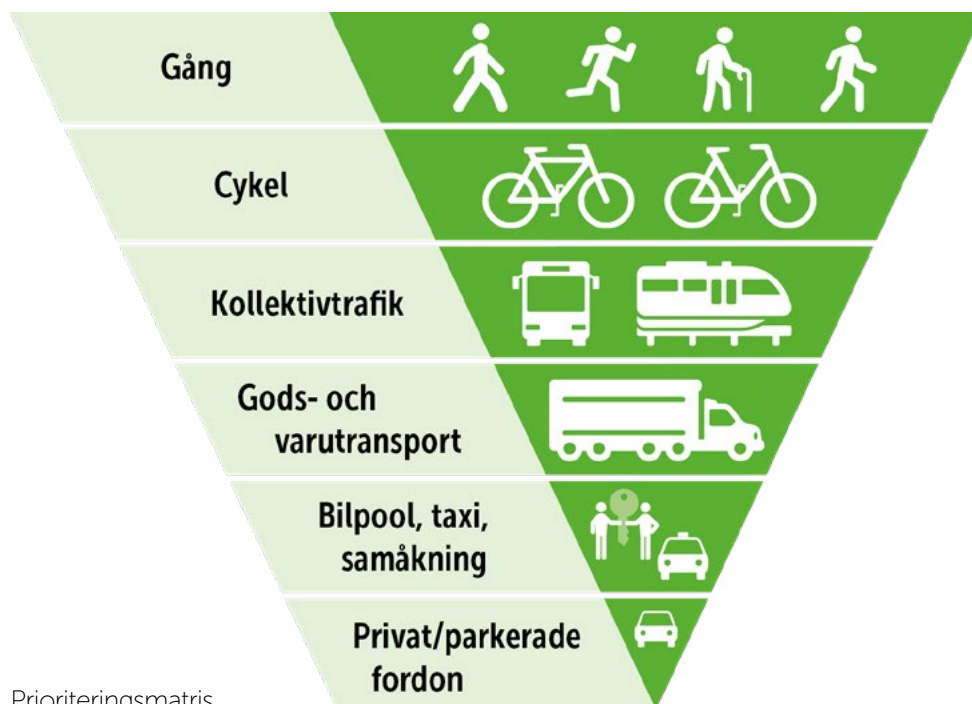 Gång
Cykel
Kollektivtrafik
Gods- och
varutransport
Bilpool, taxi,
samåkning
Privat/parkerade
fordon
Prioriteringsmatris